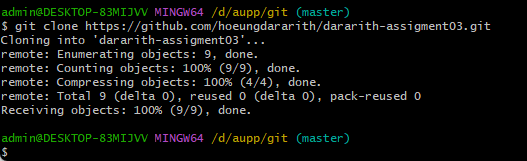 admin@DESKTOP-83MIJVV MINGW64 /d/aupp/git (master)
$ git clone https://github.com/hoeungdararith/dararith-assigment03.git
Cloning into 'dararith-assigment03'...
remote: Enumerating objects: 9, done.
remote: Counting objects: 100% (9/9), done.
remote: Compressing objects: 100% (4/4), done.
remote: Total 9 (delta 0), reused 0 (delta 0), pack-reused 0
Receiving objects: 100% (9/9), done.
admin@DESKTOP-83MIJVV MINGW64 /d/aupp/git (master)
$